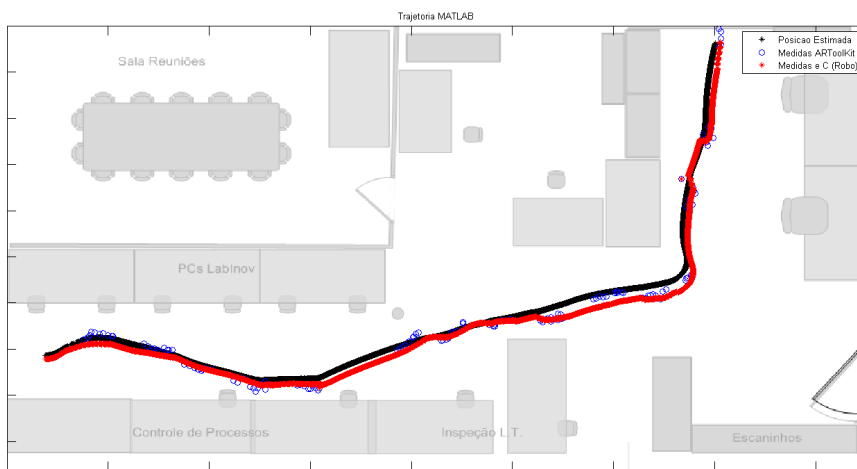 Trajetoria MATLAB
Posicao Estimada
Medidas ARToolKit
Medidas e C (Robo)
Sala Reuniões
PCs LabInov
Controle de Processos
Inspeção L.T.
Escaninhos